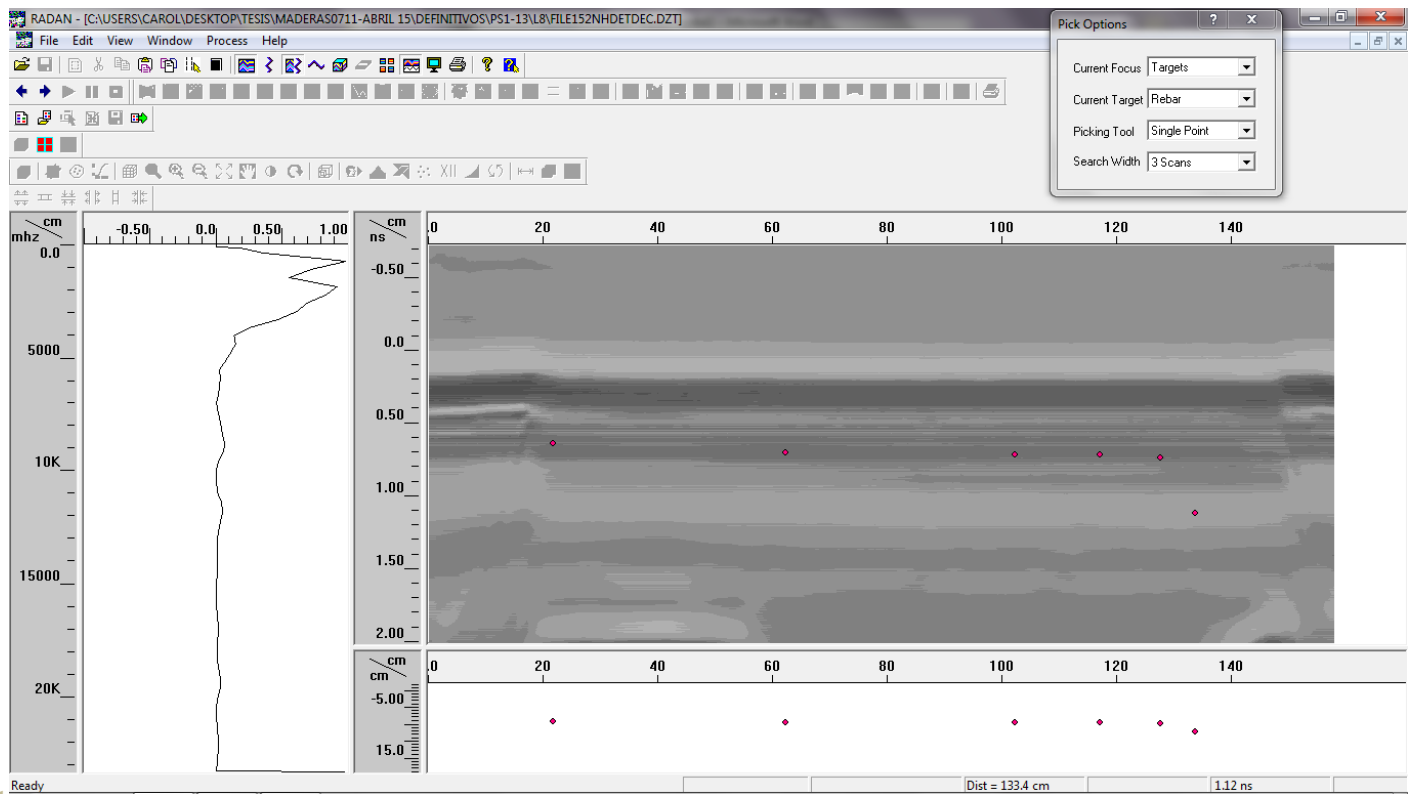 RADAN - [C:\USERS\CAROL\DESKTOP\TESIS\MADERAS0711-ABRIL 15\DEFINITIVOS\PS1-13\L8\FILE152NHDETDEC.DZT]
File Edit View Window Process Help
Pick Options ? X
Current Focus Targets
Current Target Rebar
Picking Tool Single Point
Search Width 3 Scans
XII
cm
mhz
-0.50 0.0 0.50 1.00
cm
ns
.0 20 40 60 80 100 120 140
0.0
5000
10K
15000
20K
-0.50
0.0
0.50
1.00
1.50
2.00
cm
cm
.0 20 40 60 80 100 120 140
-5.00
15.0
Ready Dist = 133.4 cm 1.12 ns